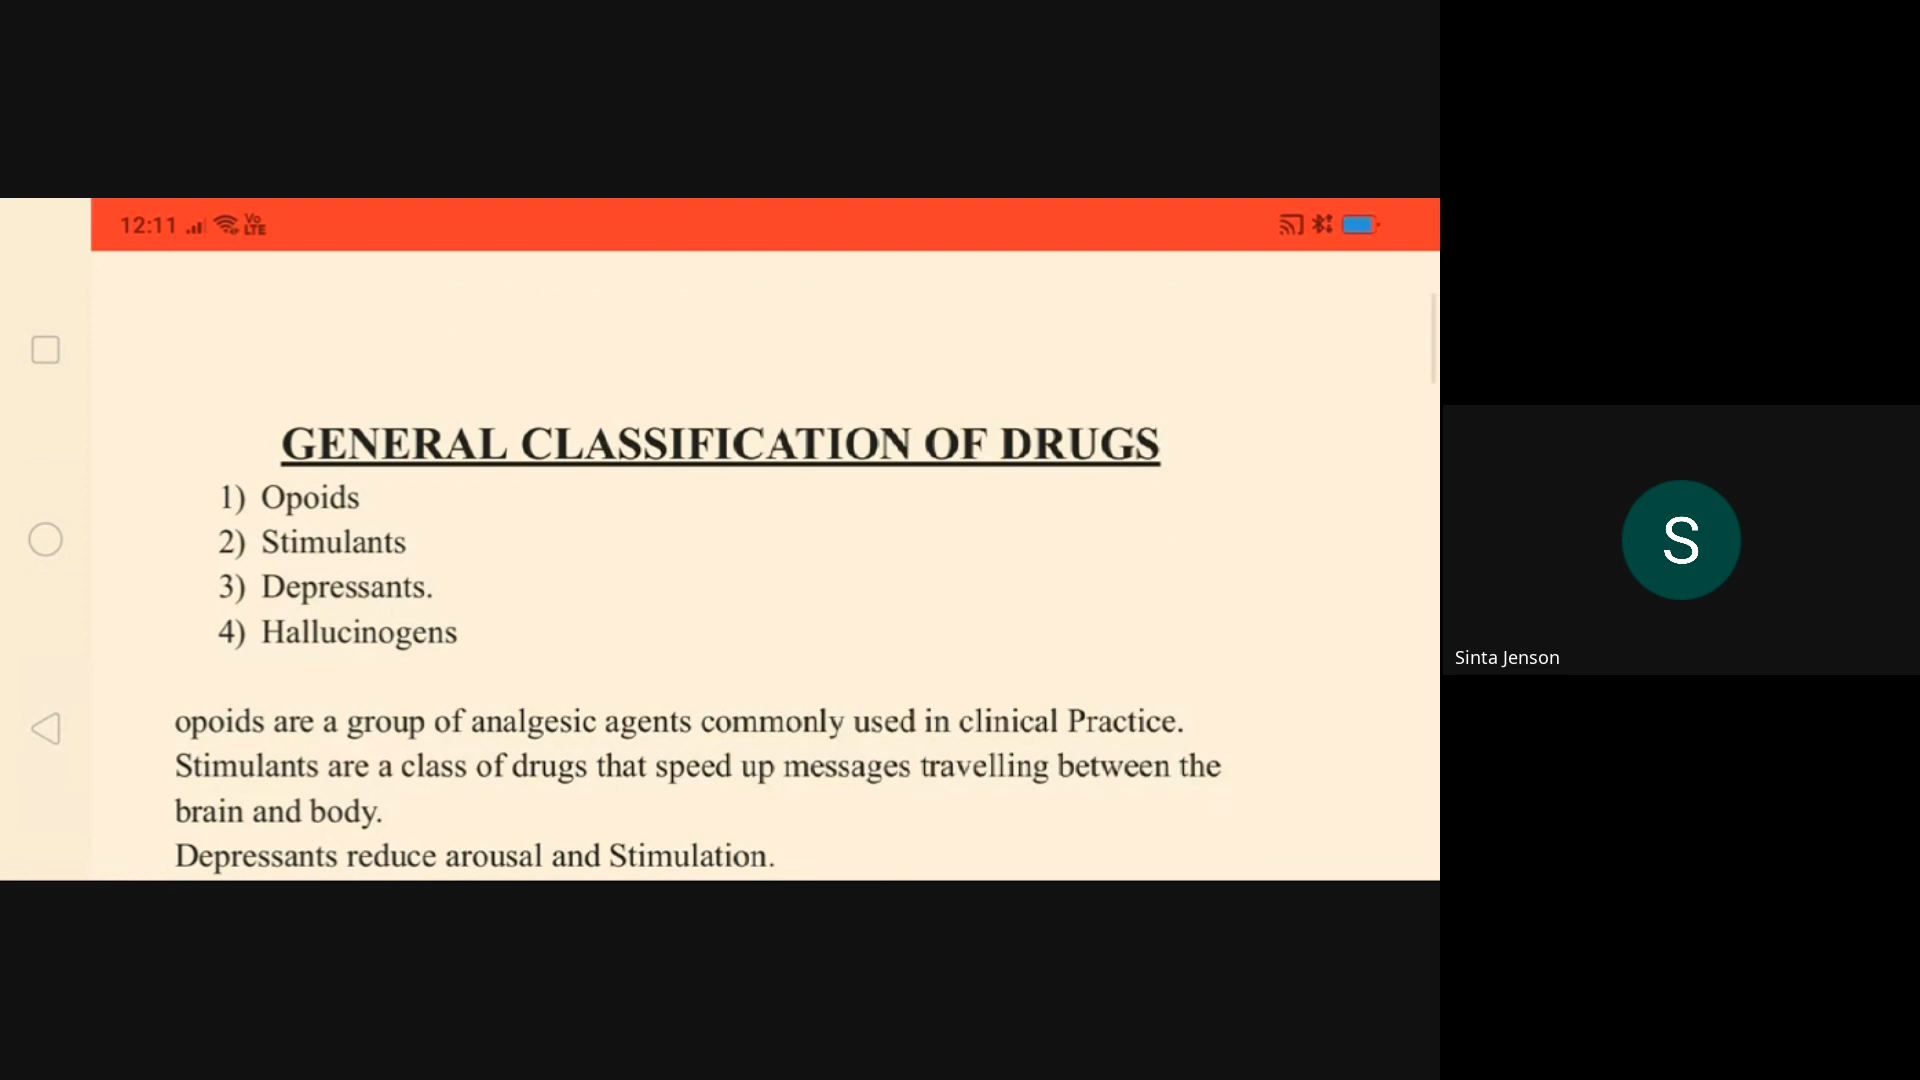 12:11 Vo LTE
GENERAL CLASSIFICATION OF DRUGS
1) Opoids
2) Stimulants
3) Depressants.
4) Hallucinogens
opoids are a group of analgesic agents commonly used in clinical Practice.
Stimulants are a class of drugs that speed up messages travelling between the
brain and body.
Depressants reduce arousal and Stimulation.
S
Sinta Jenson